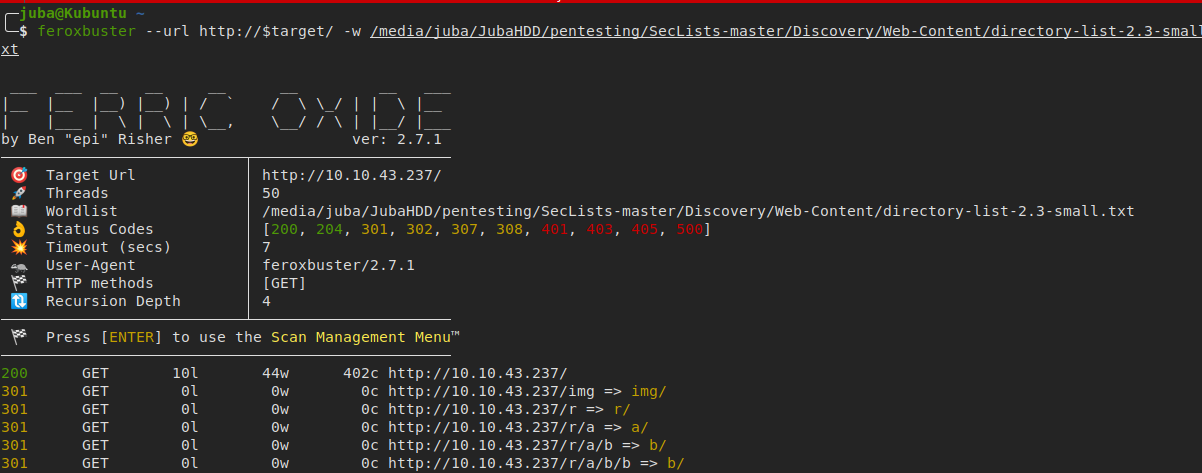 juba@Kubuntu ~
$ feroxbuster --url http://$target/ -w /media/juba/JubaHDD/pentesting/SecLists-master/Discovery/Web-Content/directory-list-2.3-small.t
xt
FERRIC OXIDE
by Ben "epi" Risher 🤓 ver: 2.7.1
🎯 Target Url http://10.10.43.237/
🚀 Threads 50
📖 Wordlist /media/juba/JubaHDD/pentesting/SecLists-master/Discovery/Web-Content/directory-list-2.3-small.txt
👌 Status Codes [200, 204, 301, 302, 307, 308, 401, 403, 405, 500]
💥 Timeout (secs) 7
🦡 User-Agent feroxbuster/2.7.1
🏁 HTTP methods [GET]
🔃 Recursion Depth 4
🏁 Press [ENTER] to use the Scan Management Menu™
200 GET 10l 44w 402c http://10.10.43.237/
301 GET 0l 0w 0c http://10.10.43.237/img => img/
301 GET 0l 0w 0c http://10.10.43.237/r => r/
301 GET 0l 0w 0c http://10.10.43.237/r/a => a/
301 GET 0l 0w 0c http://10.10.43.237/r/a/b => b/
301 GET 0l 0w 0c http://10.10.43.237/r/a/b/b => b/